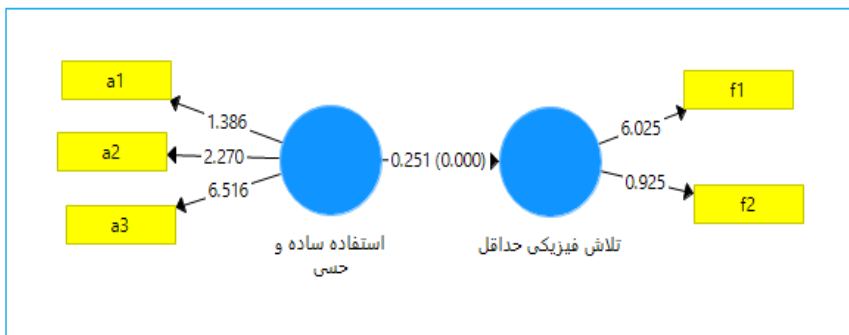 a1
1.386
a2
2.270
a3
6.516
استفاده ساده و
حسی
0.251 (0.000)
تلاش فیزیکی حداقل
f1
6.025
f2
0.925